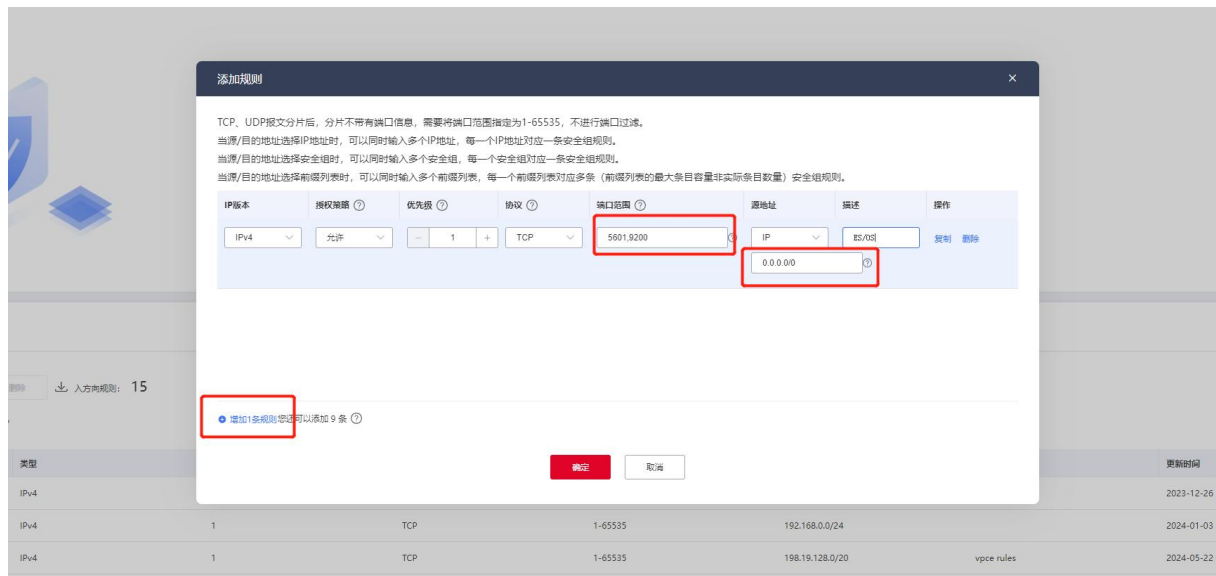 添加规则
TCP、UDP报文分片后，分片不带有端口信息，需要将端口范围指定为1-65535，不进行端口过滤。
当源/目的地址选择IP地址时，可以同时输入多个IP地址，每一个IP地址对应一条安全组规则。
当源/目的地址选择安全组时，可以同时输入多个安全组，每一个安全组对应一条安全组规则。
当源/目的地址选择前缀列表时，可以同时输入多个前缀列表，每一个前缀列表对应多条（前缀列表的最大条目容量非实际条目数量）安全组规则。
IP版本 授权策略 优先级 协议 端口范围 源地址 描述 操作
IPv4 允许 1 TCP 5601,9200 IP ES/OS 复制 删除
0.0.0.0/0
删除 入方向规则： 15
增加1条规则 您还可以添加 9 条
确定 取消
类型 更新时间
IPv4 2023-12-26
IPv4 1 TCP 1-65535 192.168.0.0/24 2024-01-03
IPv4 1 TCP 1-65535 198.19.128.0/20 vpce rules 2024-05-22